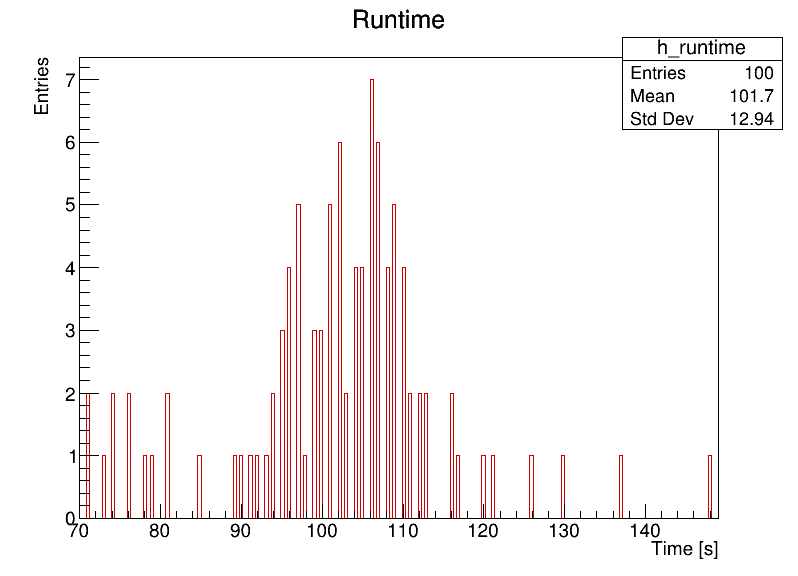 Runtime
h_runtime
Entries 100
Mean 101.7
Std Dev 12.94
Entries
7
6
5
4
3
2
1
0
70 80 90 100 110 120 130 140
Time [s]